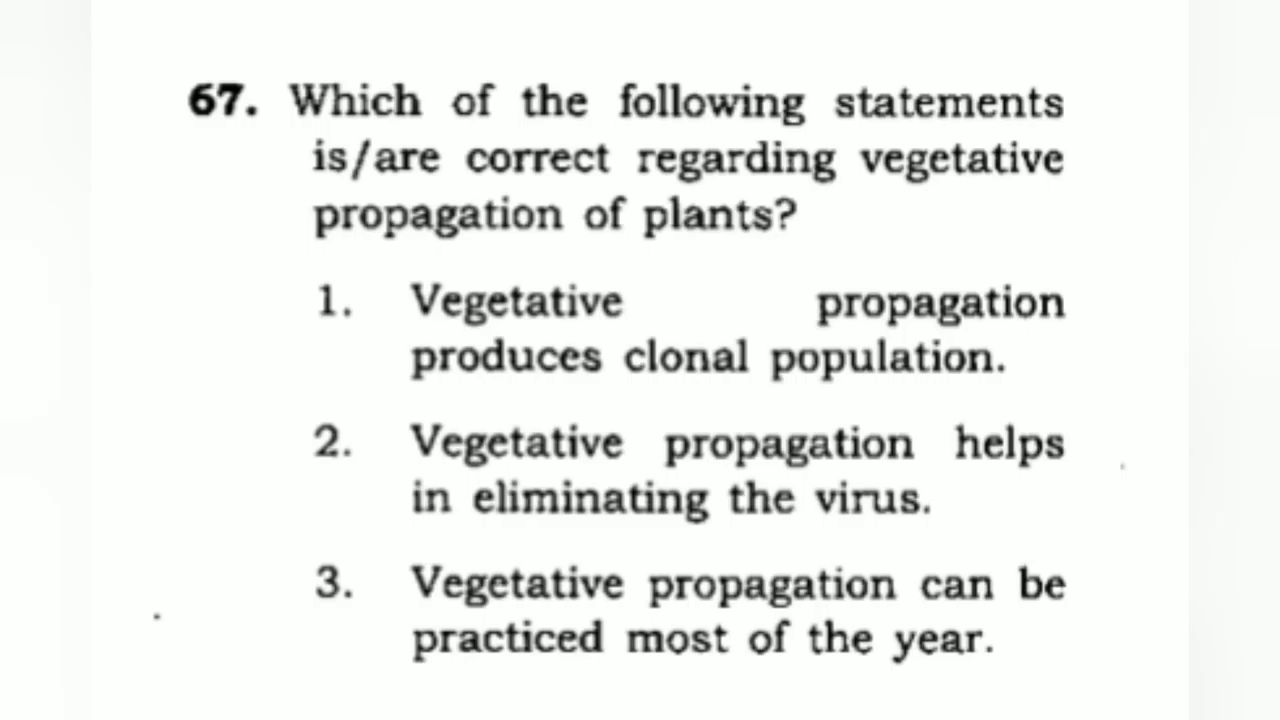 67. Which of the following statements
is/are correct regarding vegetative
propagation of plants?
1. Vegetative propagation
produces clonal population.
2. Vegetative propagation helps
in eliminating the virus.
3. Vegetative propagation can be
practiced most of the year.